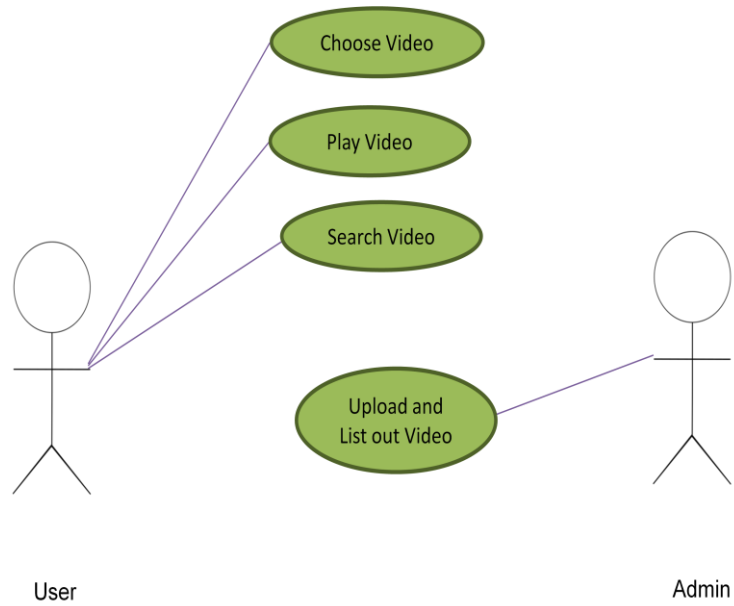 Choose Video
Play Video
Search Video
Upload and
List out Video
User
Admin